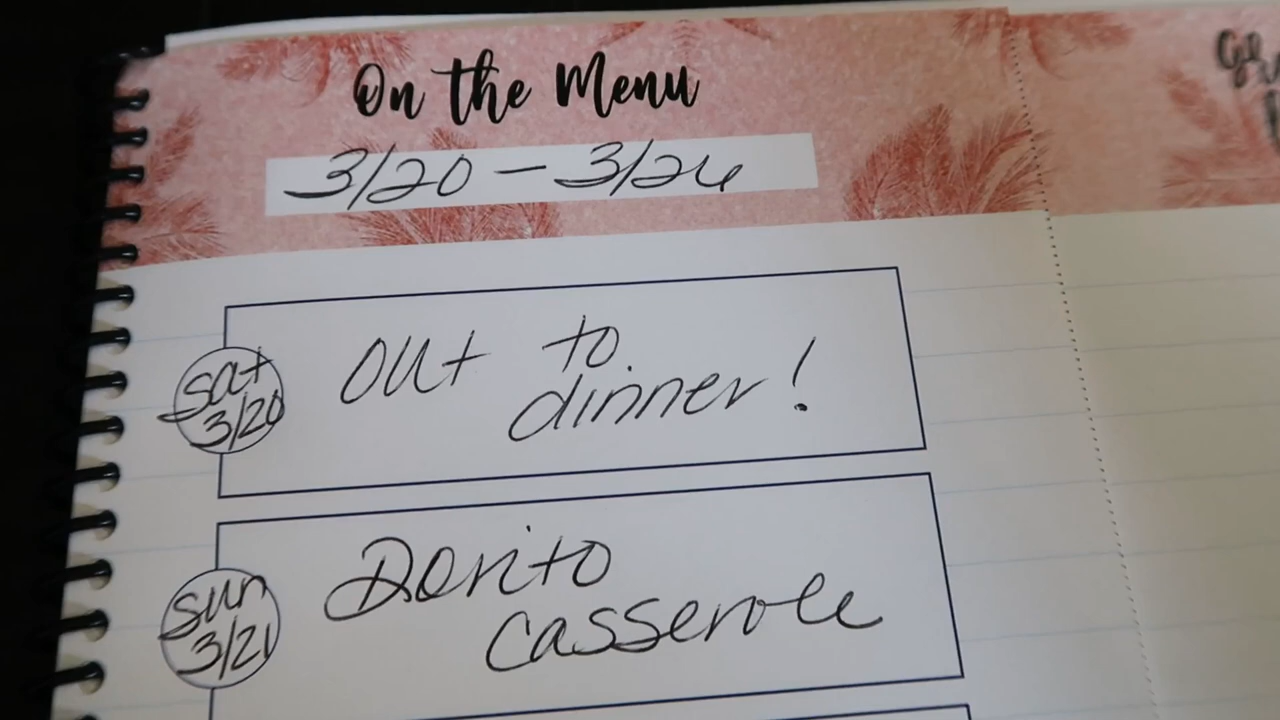 On the Menu
3/20 - 3/26
sat
3/20
out to
dinner!
sun
3/21
Dorito
casserole